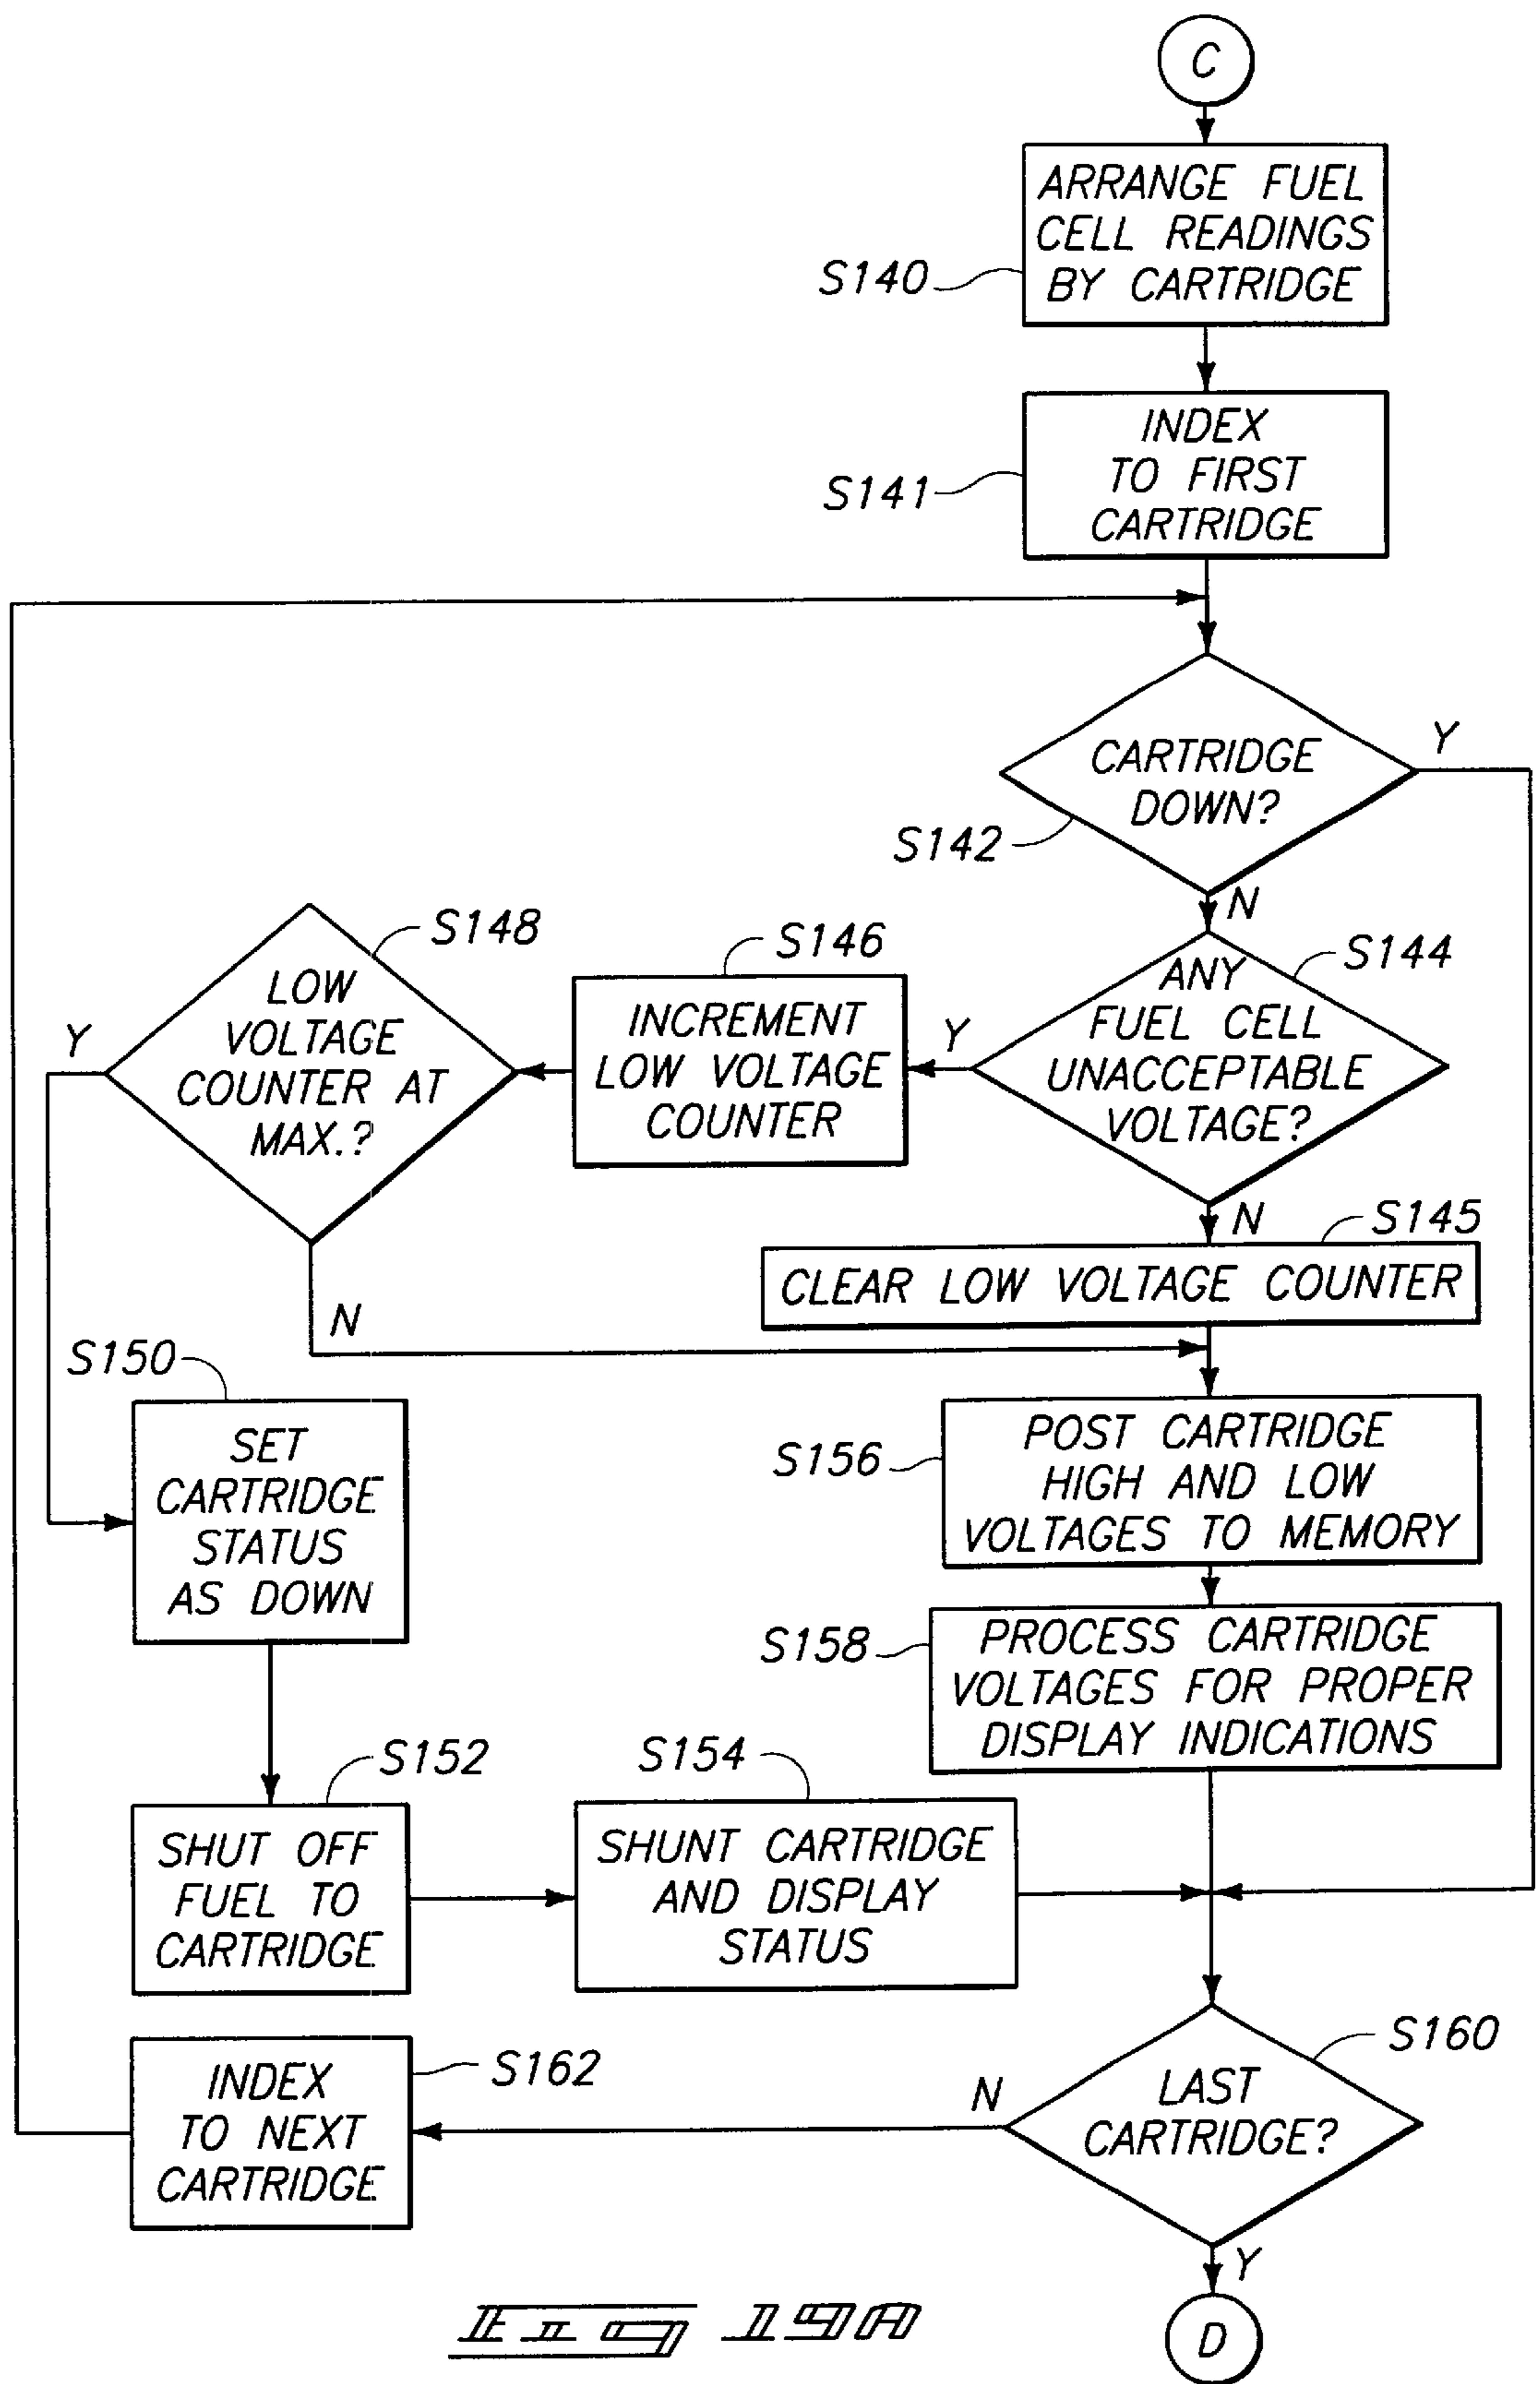 C
ARRANGE FUEL
CELL READINGS
BY CARTRIDGE
S140
INDEX
TO FIRST
CARTRIDGE
S141
CARTRIDGE
DOWN?
Y
S142
N
S148
LOW
VOLTAGE
COUNTER AT
MAX.?
Y
S146
INCREMENT
LOW VOLTAGE
COUNTER
Y
S144
ANY
FUEL CELL
UNACCEPTABLE
VOLTAGE?
N
S145
CLEAR LOW VOLTAGE COUNTER
N
S150
SET
CARTRIDGE
STATUS
AS DOWN
S156
POST CARTRIDGE
HIGH AND LOW
VOLTAGES TO MEMORY
S158
PROCESS CARTRIDGE
VOLTAGES FOR PROPER
DISPLAY INDICATIONS
S152
SHUT OFF
FUEL TO
CARTRIDGE
S154
SHUNT CARTRIDGE
AND DISPLAY
STATUS
S160
LAST
CARTRIDGE?
N
S162
INDEX
TO NEXT
CARTRIDGE
Y
D
FIG 19A